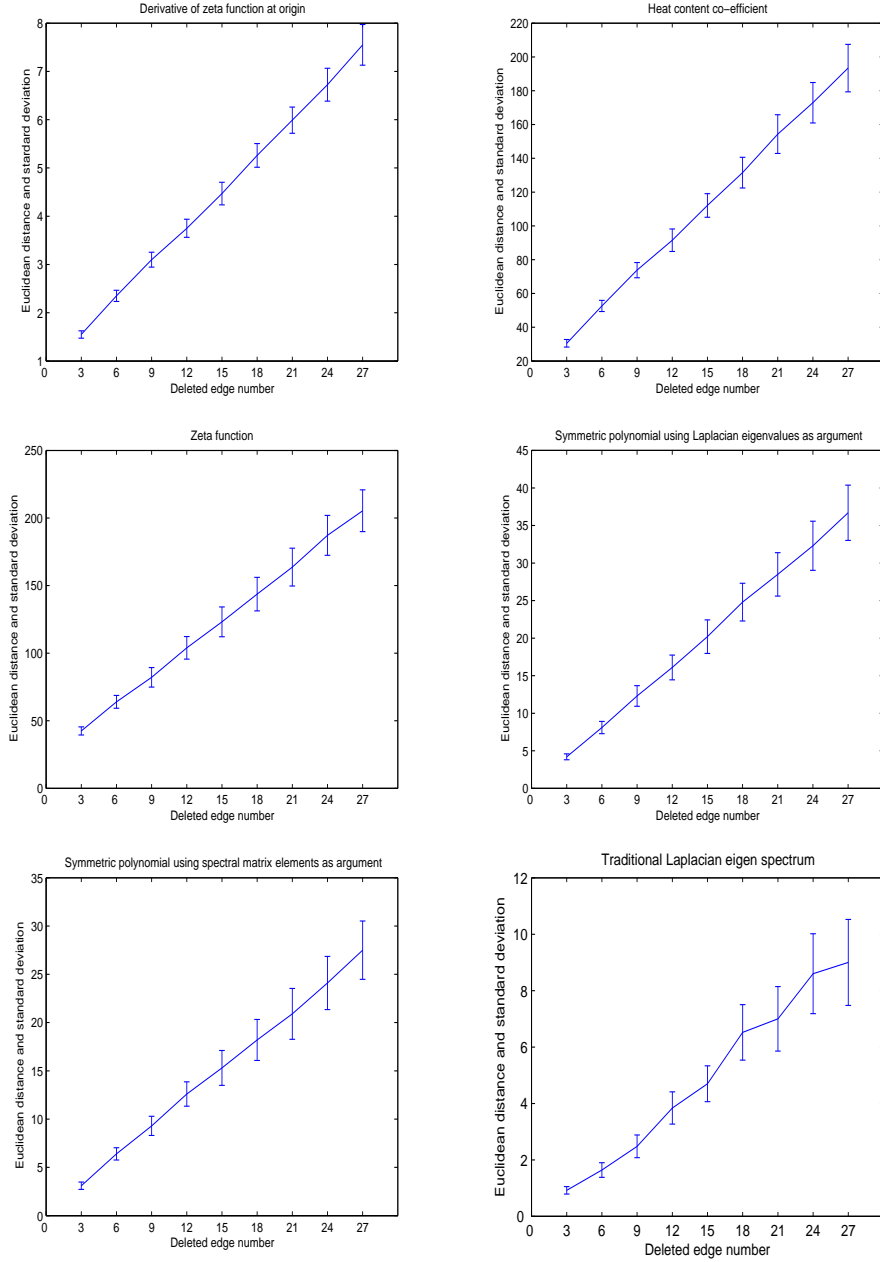 Derivative of zeta function at origin
Euclidean distance and stardard deviation
8
7
6
5
4
3
2
1
0 3 6 9 12 15 18 21 24 27
Deleted edge number
Heat content co−efficient
Euclidean distance and standard deviation
220
200
180
160
140
120
100
80
60
40
20
0 3 6 9 12 15 18 21 24 27
Deleted edge number
Zeta function
Euclidean distance and standard deviation
250
200
150
100
50
0
0 3 6 9 12 15 18 21 24 27
Deleted edge number
Symmetric polynomial using Laplacian eigenvalues as argument
Euclidean distance and standard deviation
45
40
35
30
25
20
15
10
5
0
0 3 6 9 12 15 18 21 24 27
Deleted edge number
Symmetric polynomial using spectral matrix elements as argument
Euclidean distance and standard deviation
35
30
25
20
15
10
5
0
0 3 6 9 12 15 18 21 24 27
Deleted edge number
Traditional Laplacian eigen spectrum
Euclidean distance and standard deviation
12
10
8
6
4
2
0
0 3 6 9 12 15 18 21 24 27
Deleted edge number